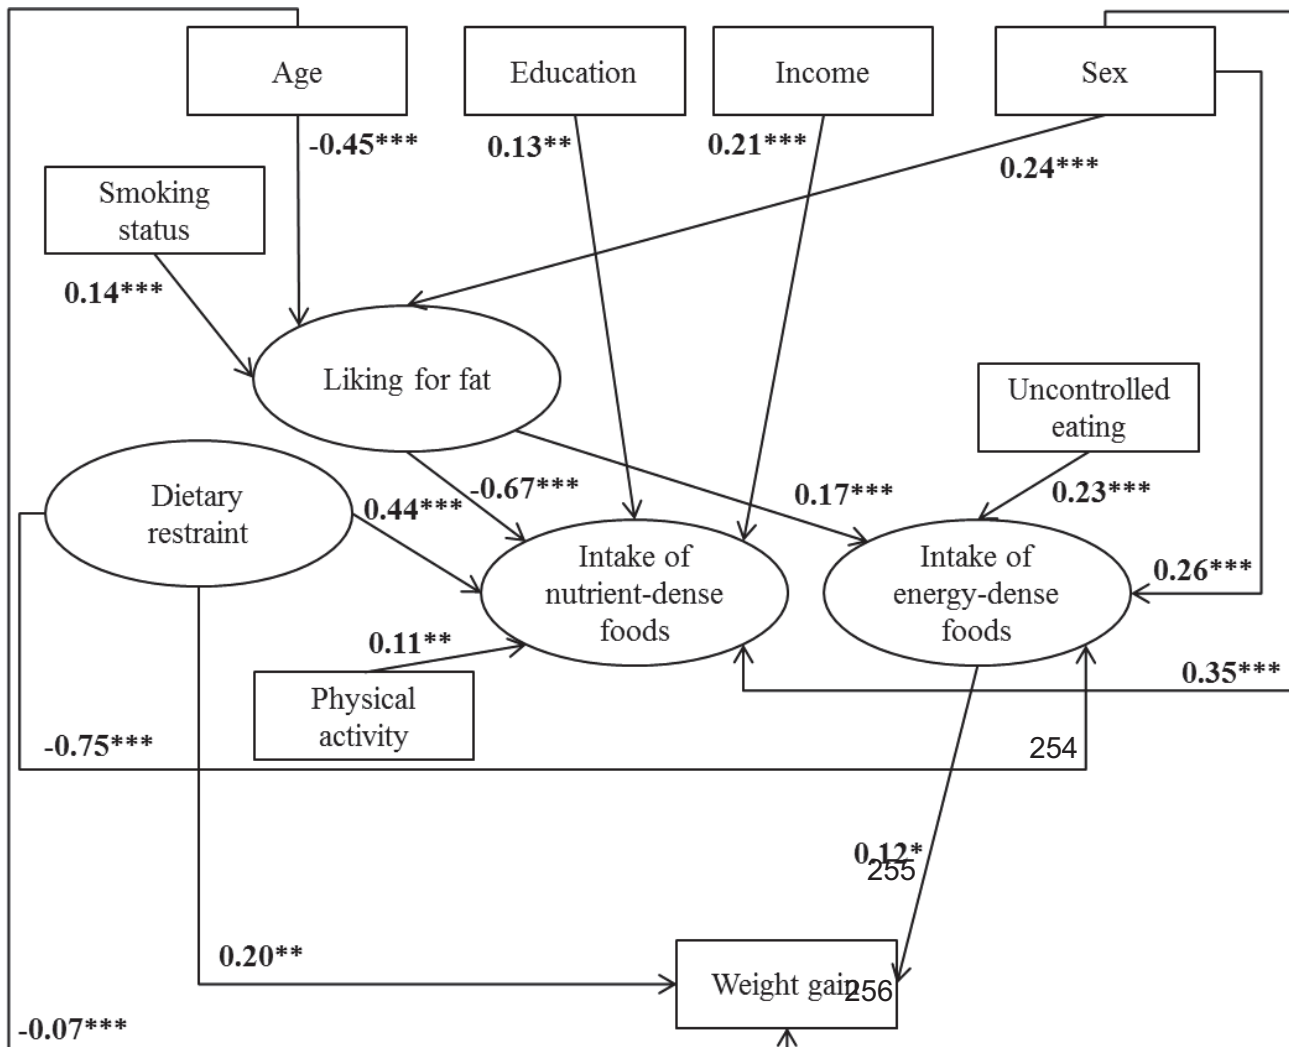 Age
Education
Income
Sex
-0.45***
0.13**
0.21***
0.24***
Smoking
status
0.14***
Liking for fat
Uncontrolled
eating
Dietary
restraint
0.44***
-0.67***
0.17***
0.23***
Intake of
nutrient-dense
foods
Intake of
energy-dense
foods
0.26***
0.11**
Physical
activity
0.35***
-0.75***
254
0.12*
255
0.20**
Weight gain
256
-0.07***